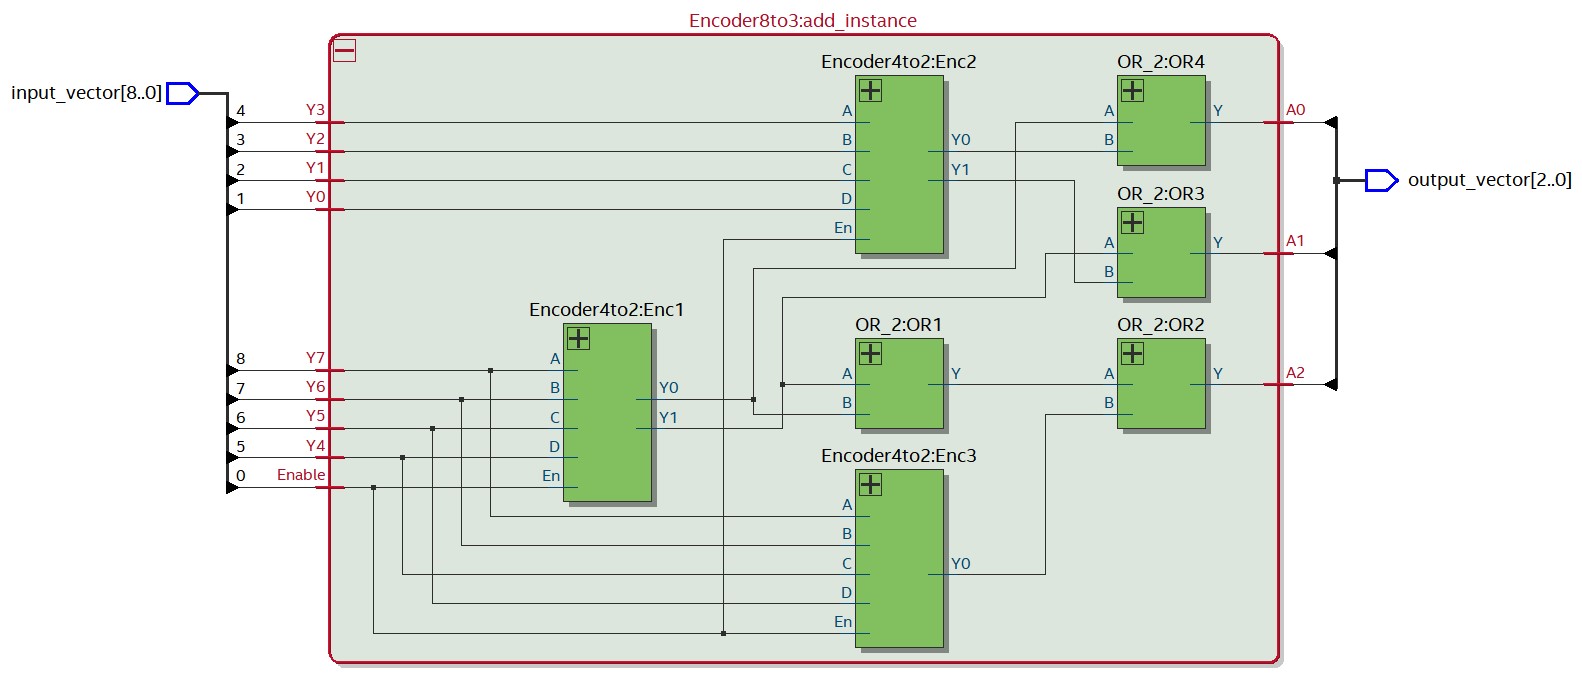 Encoder8to3:add_instance
input_vector[8..0]
4 Y3
3 Y2
2 Y1
1 Y0
8 Y7
7 Y6
6 Y5
5 Y4
0 Enable
Encoder4to2:Enc2
A
B
C
D
En
Y0
Y1
Encoder4to2:Enc1
A
B
C
D
En
Y0
Y1
OR_2:OR4
A
B
Y
OR_2:OR3
A
B
Y
OR_2:OR1
A
B
Y
OR_2:OR2
A
B
Y
Encoder4to2:Enc3
A
B
C
D
En
Y0
A0
A1
A2
output_vector[2..0]